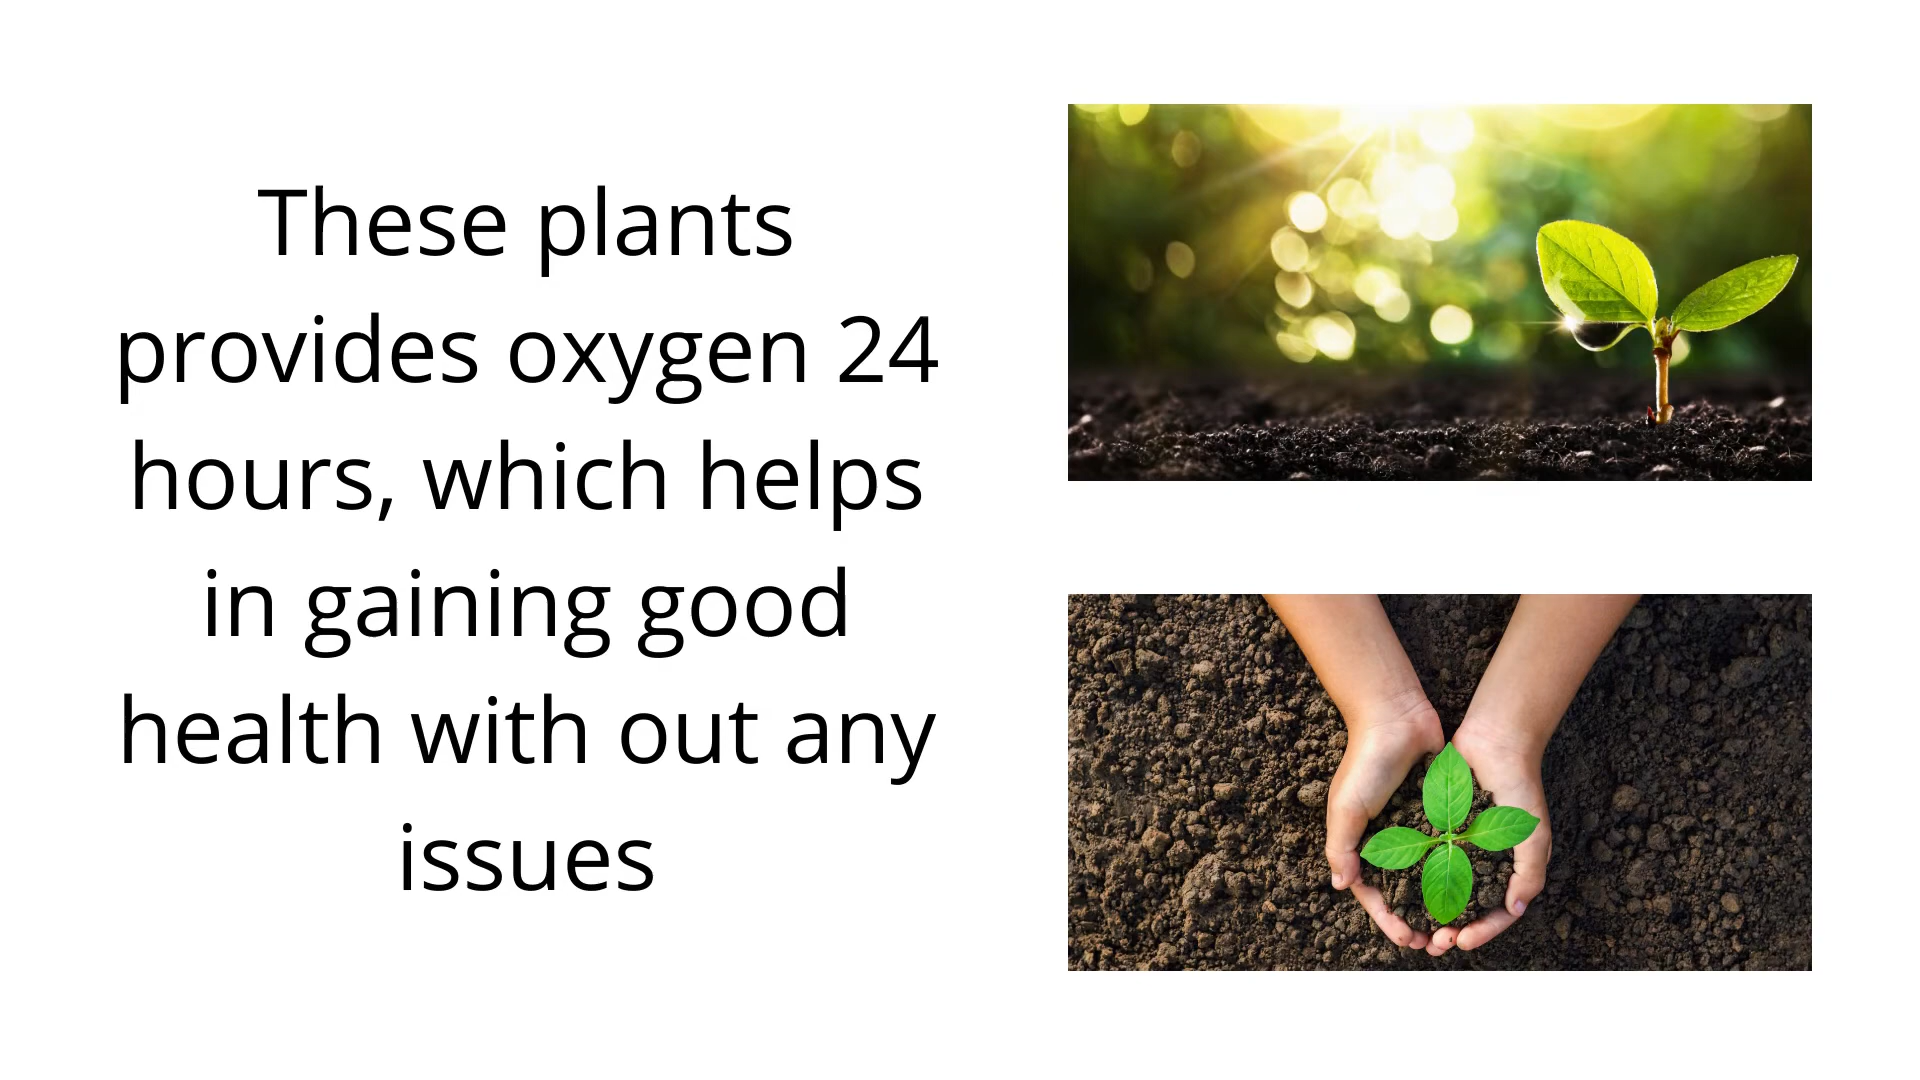 These plants
provides oxygen 24
hours, which helps
in gaining good
health with out any
issues